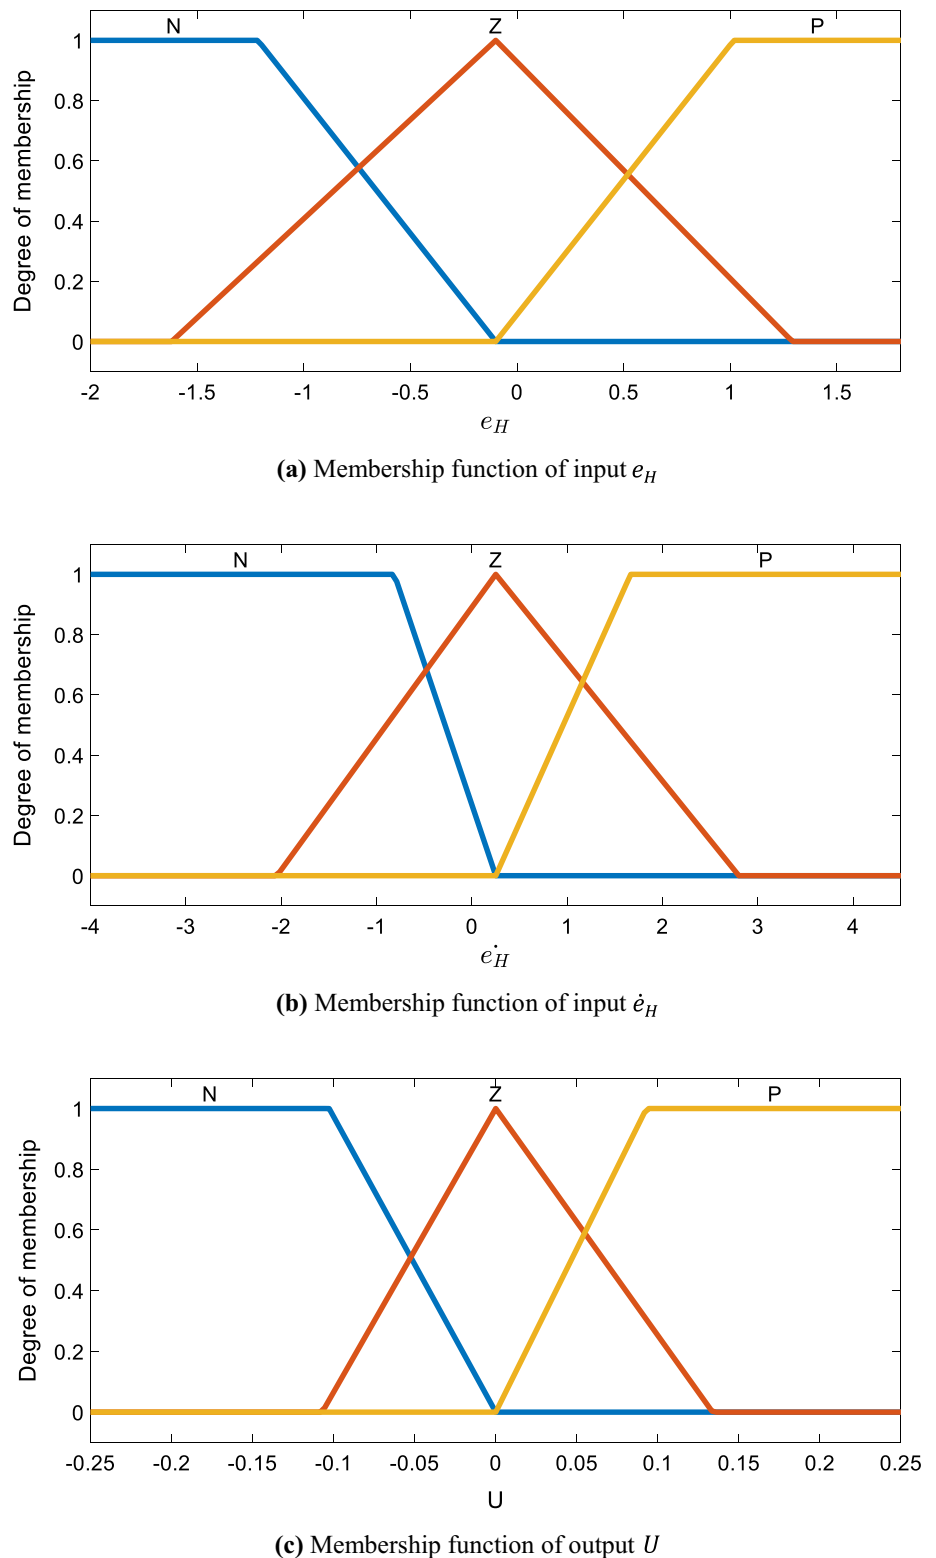 N Z P
1
0.8
0.6
0.4
0.2
0
Degree of membership
-2 -1.5 -1 -0.5 0 0.5 1 1.5
e_H
(a) Membership function of input e_H
N Z P
1
0.8
0.6
0.4
0.2
0
Degree of membership
-4 -3 -2 -1 0 1 2 3 4
ė_H
(b) Membership function of input ė_H
N Z P
1
0.8
0.6
0.4
0.2
0
Degree of membership
-0.25 -0.2 -0.15 -0.1 -0.05 0 0.05 0.1 0.15 0.2 0.25
U
(c) Membership function of output U